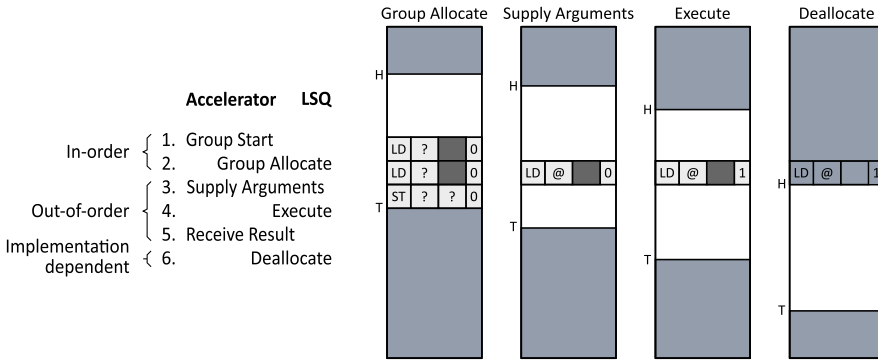 Group Allocate Supply Arguments Execute Deallocate
H
H
H
Accelerator LSQ
In-order
1. Group Start
2. Group Allocate
Out-of-order
3. Supply Arguments
4. Execute
5. Receive Result
Implementation
dependent
6. Deallocate
LD ? 0
LD ? 0
ST ? ? 0
T
LD @ 0
T
LD @ 1
T
LD @ 1
H
T